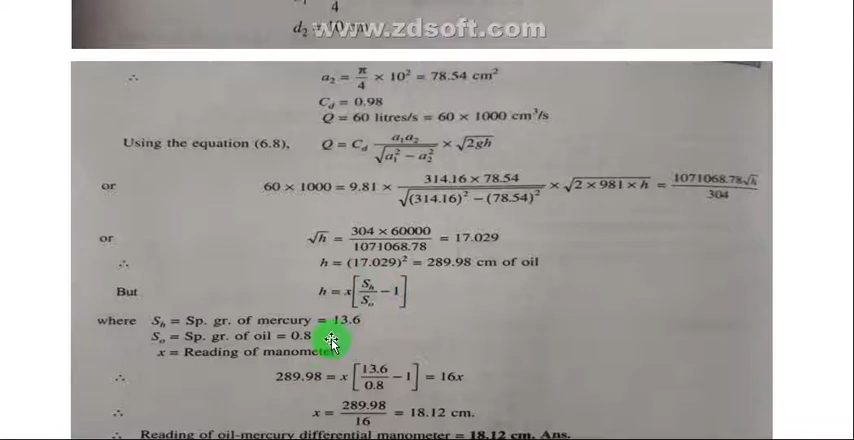 4
d₂ = 10 cm
www.zdsoft.com
∴ a₂ = π/4 × 10² = 78.54 cm²
C_d = 0.98
Q = 60 litres/s = 60 × 1000 cm³/s
Using the equation (6.8), Q = C_d a₁a₂/√(a₁² − a₂²) × √(2gh)
or 60 × 1000 = 9.81 × 314.16 × 78.54/√((314.16)² − (78.54)²) × √(2 × 981 × h) = 1071068.78√h/304
or √h = 304 × 60000/1071068.78 = 17.029
∴ h = (17.029)² = 289.98 cm of oil
But h = x[S_h/S_o − 1]
where S_h = Sp. gr. of mercury = 13.6
S_o = Sp. gr. of oil = 0.8
x = Reading of manometer
∴ 289.98 = x [13.6/0.8 − 1] = 16x
∴ x = 289.98/16 = 18.12 cm.
∴ Reading of oil-mercury differential manometer = 18.12 cm. Ans.